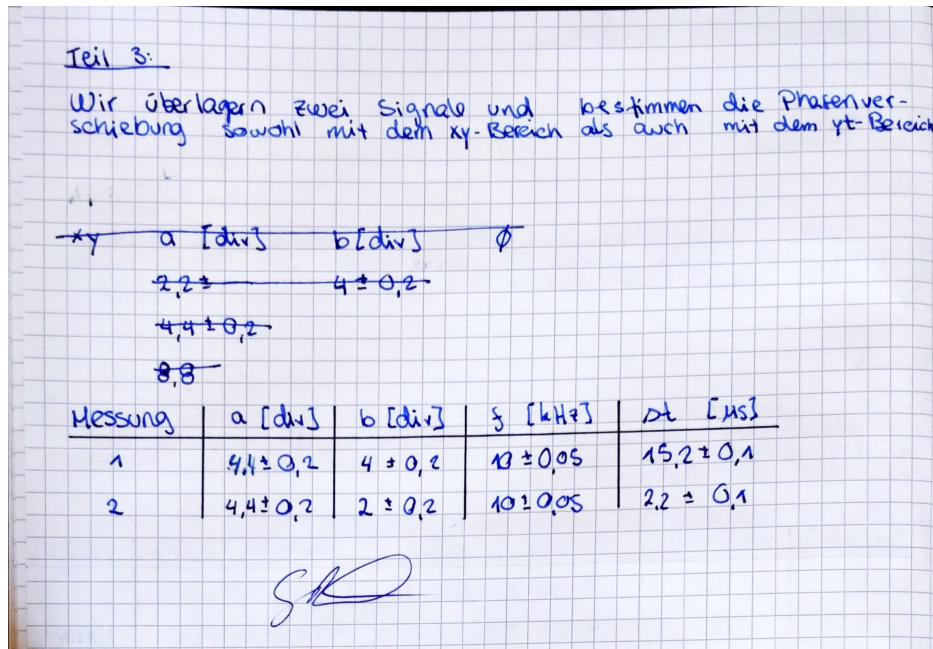 Teil 3:
Wir überlagern zwei Signale und bestimmen die Phasenver-
schiebung sowohl mit dem xy-Bereich als auch mit dem yt-Bereich
xy a [div] b [div] ϕ
2,2 ± 4 ± 0,2
4,4 ± 0,2
8,8
Messung a [div] b [div] f [kHz] Δt [μs]
1 4,4 ± 0,2 4 ± 0,2 10 ± 0,05 15,2 ± 0,1
2 4,4 ± 0,2 2 ± 0,2 10 ± 0,05 2,2 ± 0,1